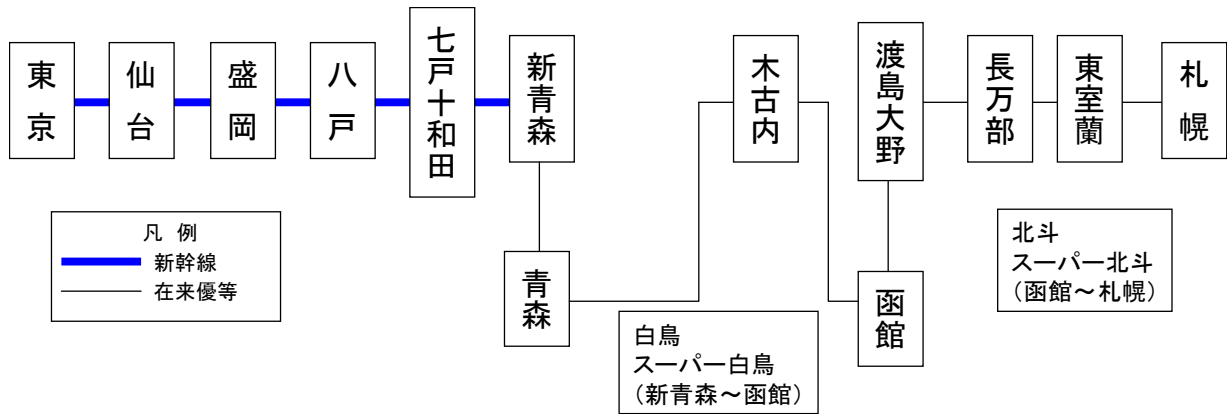 東京
仙台
盛岡
八戸
七戸十和田
新青森
木古内
渡島大野
長万部
東室蘭
札幌
凡 例
新幹線
在来優等
青森
函館
白鳥
スーパー白鳥
(新青森～函館)
北斗
スーパー北斗
(函館～札幌)